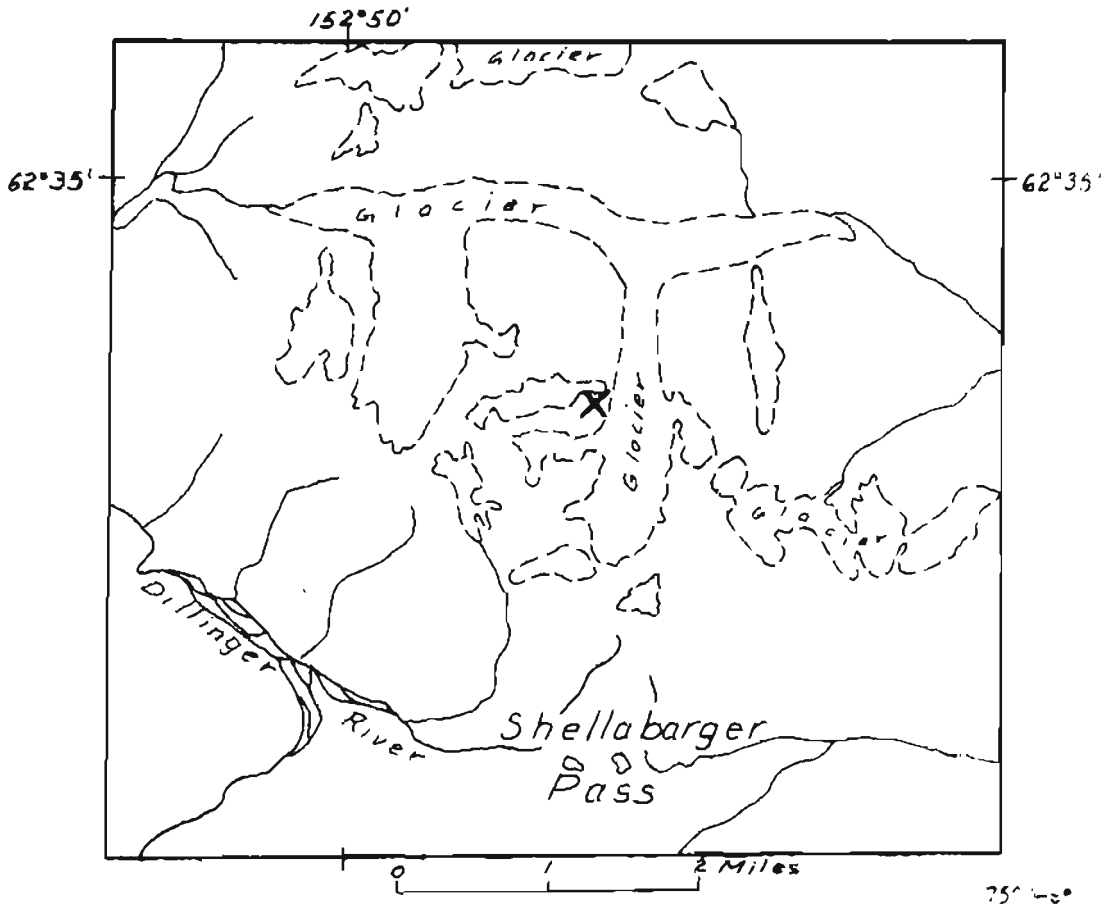 152°50'
Glacier
62°35'
62°35'
Glacier
Glacier
Glacier
Dillinger
River
Shellabarger
Pass
0 1 2 Miles